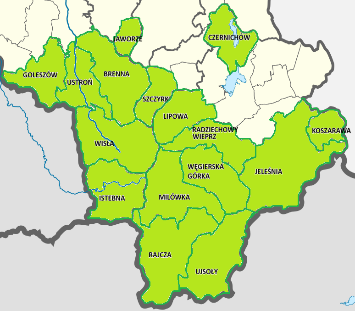 JAWORZE
CZERNICHÓW
GOLESZÓW
USTROŃ
BRENNA
SZCZYRK
LIPOWA
RADZIECHOWY
WIEPRZ
KOSZARAWA
WISŁA
WĘGIERSKA
GÓRKA
JELEŚNIA
ISTEBNA
MILÓWKA
RAJCZA
UJSOŁY